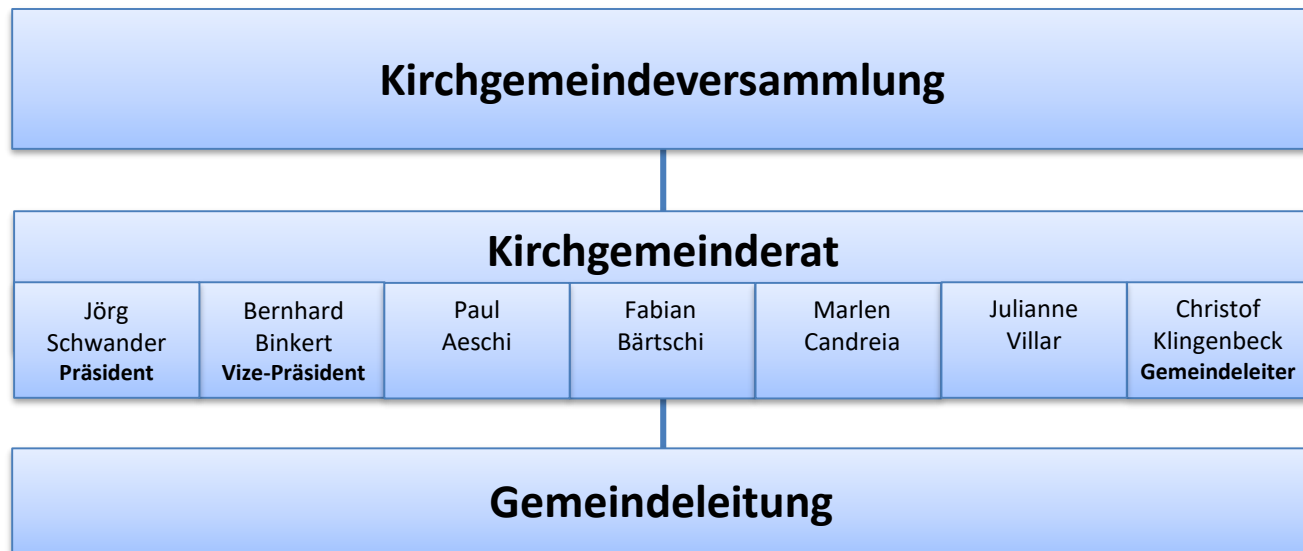 Kirchgemeindeversammlung
Kirchgemeinderat
Jörg
Schwander
Präsident
Bernhard
Binkert
Vize-Präsident
Paul
Aeschi
Fabian
Bärtschi
Marlen
Candreia
Julianne
Villar
Christof
Klingenbeck
Gemeindeleiter
Gemeindeleitung